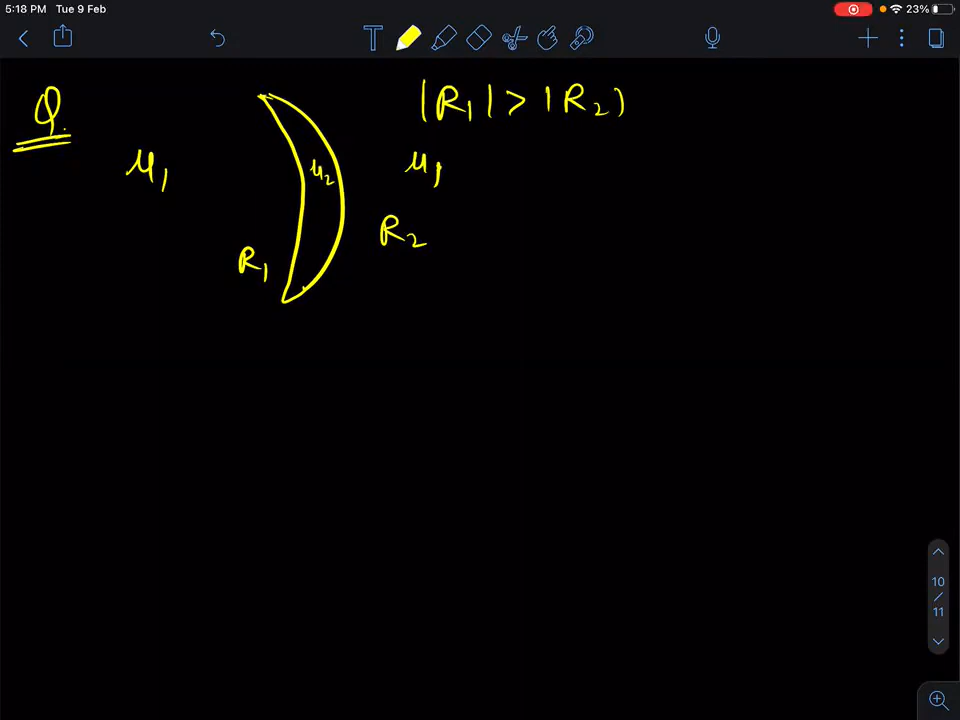 5:18 PM Tue 9 Feb
23%
T
Q.
|R₁| > |R₂|
μ₁ μ₂ μ₁
R₁ R₂
10
/
11